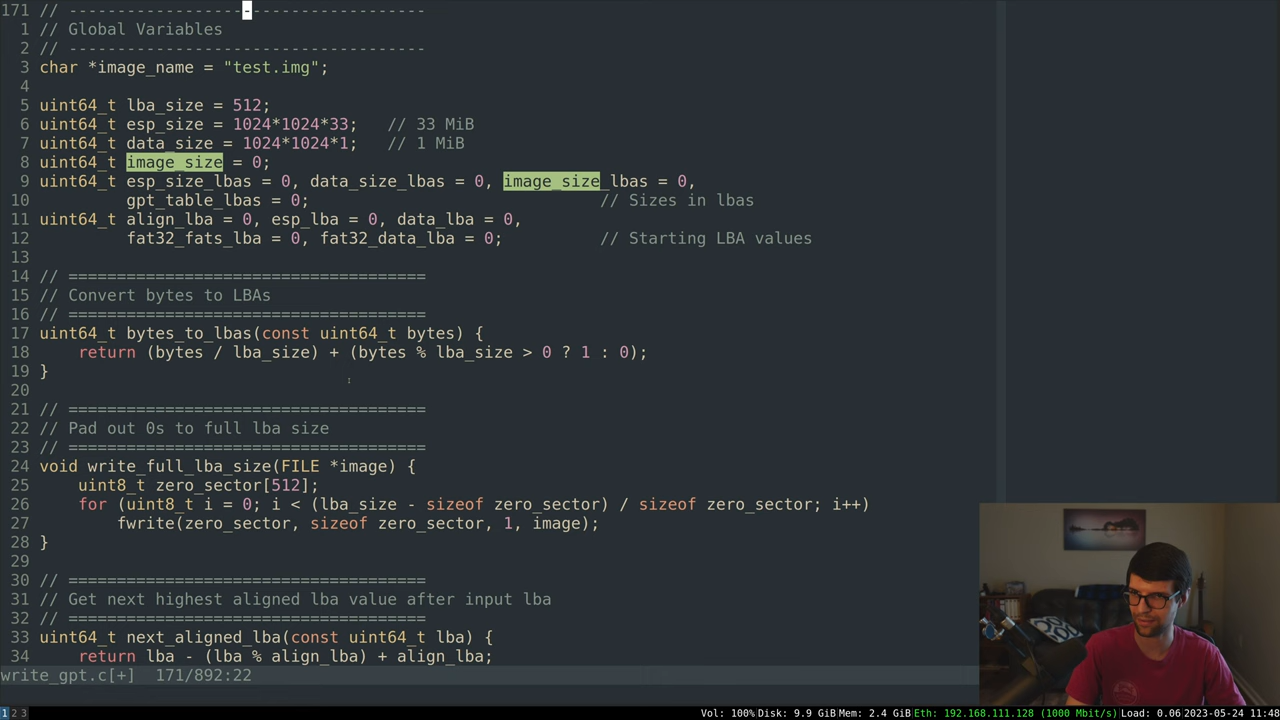 171 // -------------------------------------
1 // Global Variables
2 // -------------------------------------
3 char *image_name = "test.img";
4
5 uint64_t lba_size = 512;
6 uint64_t esp_size = 1024*1024*33;   // 33 MiB
7 uint64_t data_size = 1024*1024*1;   // 1 MiB
8 uint64_t image_size = 0;
9 uint64_t esp_size_lbas = 0, data_size_lbas = 0, image_size_lbas = 0,
10          gpt_table_lbas = 0;                              // Sizes in lbas
11 uint64_t align_lba = 0, esp_lba = 0, data_lba = 0,
12          fat32_fats_lba = 0, fat32_data_lba = 0;          // Starting LBA values
13
14 // =====================================
15 // Convert bytes to LBAs
16 // =====================================
17 uint64_t bytes_to_lbas(const uint64_t bytes) {
18     return (bytes / lba_size) + (bytes % lba_size > 0 ? 1 : 0);
19 }
20
21 // =====================================
22 // Pad out 0s to full lba size
23 // =====================================
24 void write_full_lba_size(FILE *image) {
25     uint8_t zero_sector[512];
26     for (uint8_t i = 0; i < (lba_size - sizeof zero_sector) / sizeof zero_sector; i++)
27         fwrite(zero_sector, sizeof zero_sector, 1, image);
28 }
29
30 // =====================================
31 // Get next highest aligned lba value after input lba
32 // =====================================
33 uint64_t next_aligned_lba(const uint64_t lba) {
34     return lba - (lba % align_lba) + align_lba;
write_gpt.c[+]  171/892:22
1 2 3 Vol: 100% Disk: 9.9 GiB Mem: 2.4 GiB Eth: 192.168.111.128 (1000 Mbit/s) Load: 0.06 2023-05-24 11:48